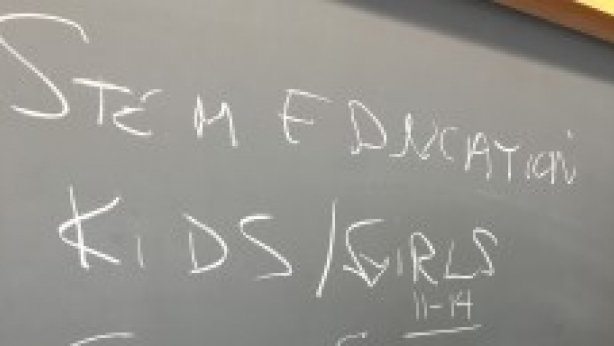 STEM EDUCATION
KIDS/GIRLS
11-14